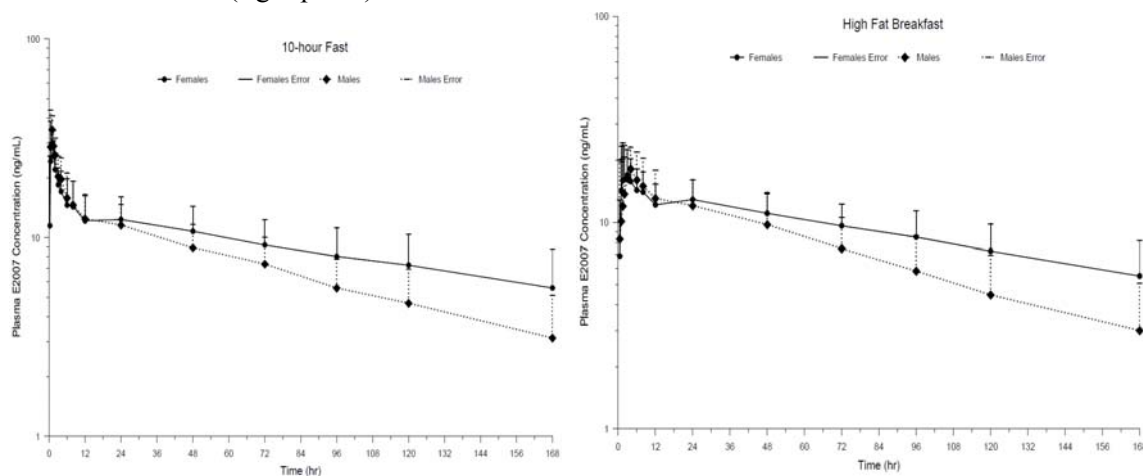 10-hour Fast
Females Females Error Males Males Error
100
10
1
Plasma E2007 Concentration (ng/mL)
0 12 24 36 48 60 72 84 96 108 120 132 144 156 168
Time (hr)
High Fat Breakfast
Females Females Error Males Males Error
100
10
1
Plasma E2007 Concentration (ng/mL)
0 12 24 36 48 60 72 84 96 108 120 132 144 156
Time (hr)